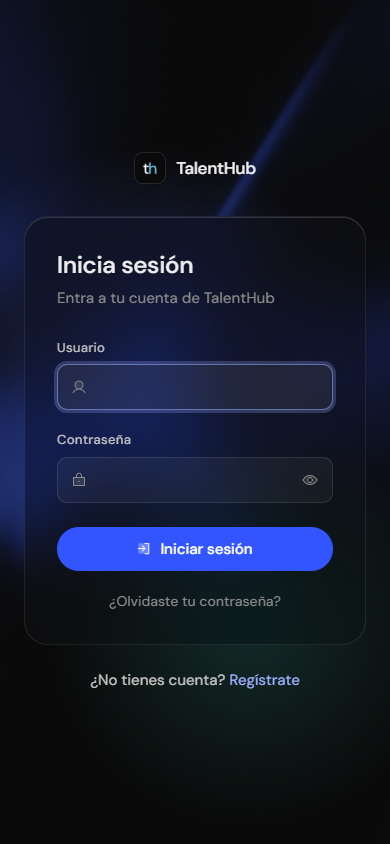 th TalentHub
Inicia sesión
Entra a tu cuenta de TalentHub
Usuario
Contraseña
Iniciar sesión
¿Olvidaste tu contraseña?
¿No tienes cuenta? Regístrate